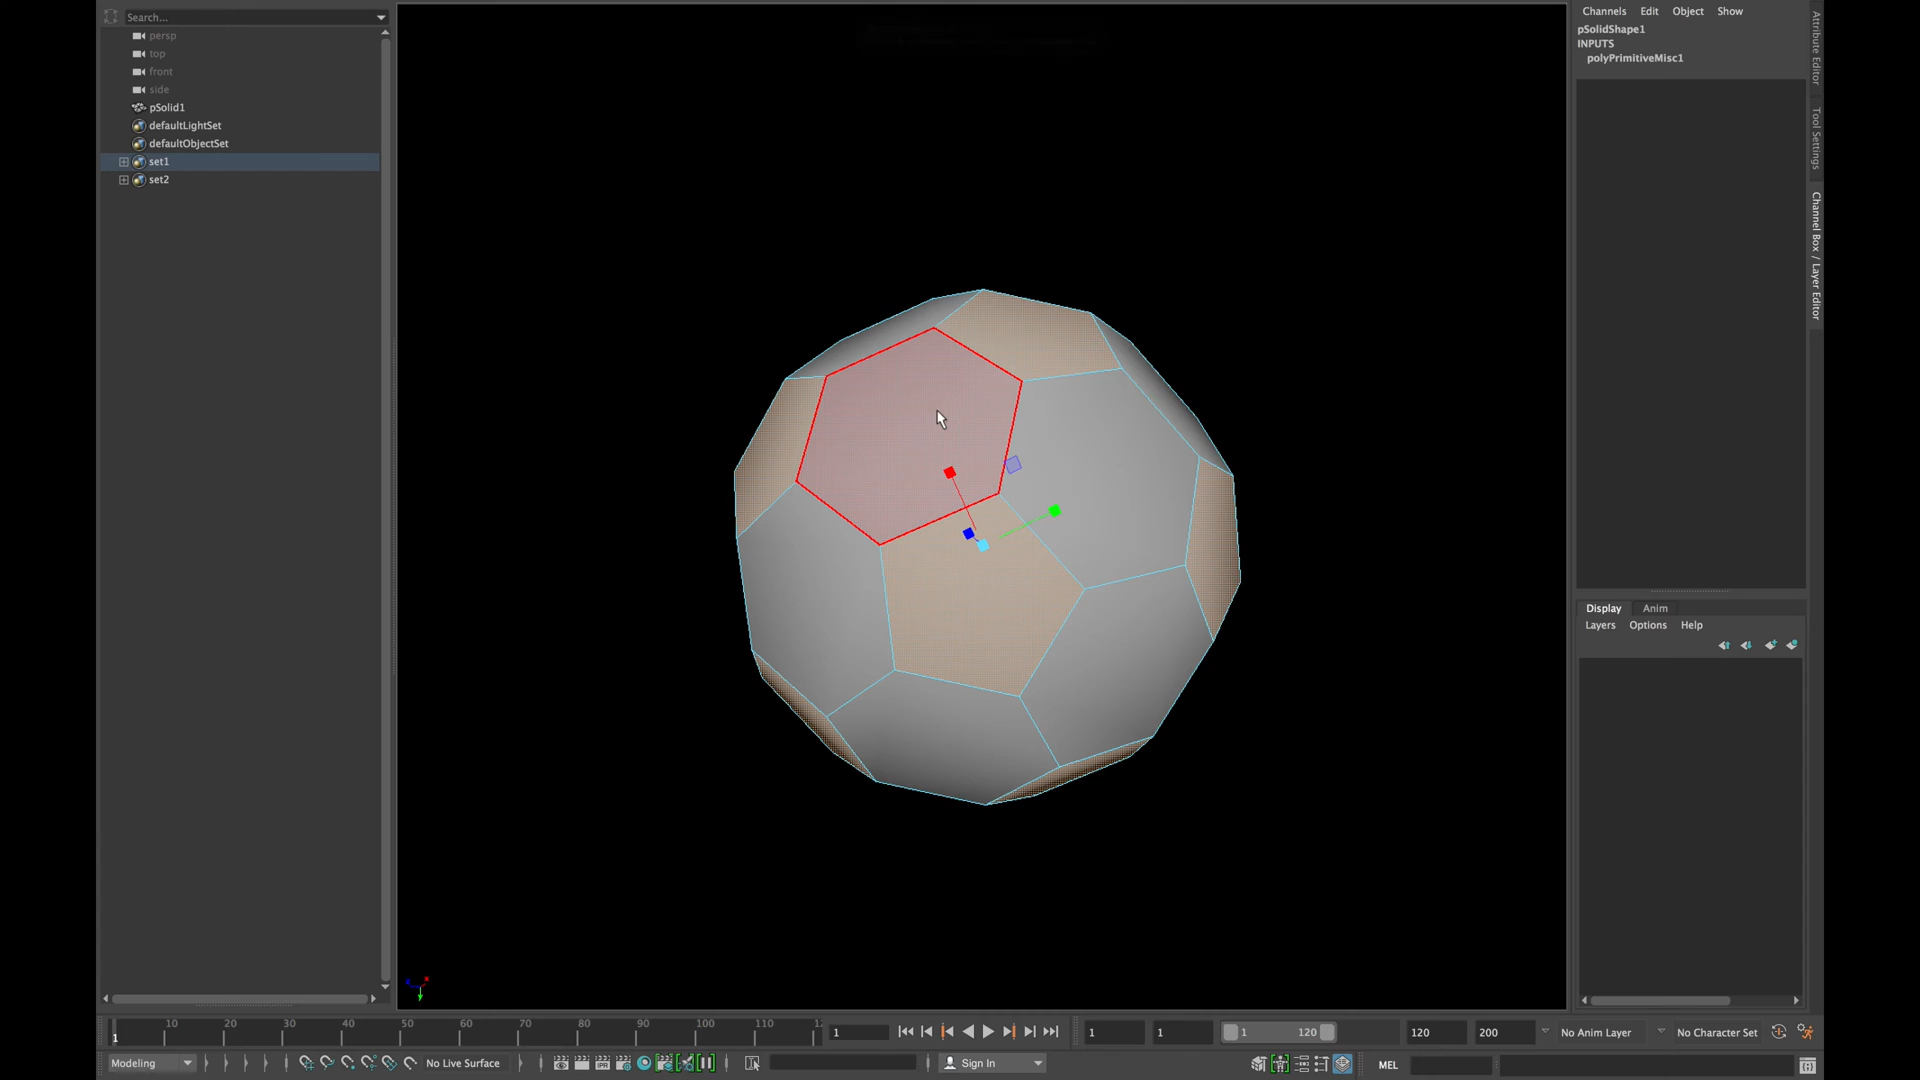 Search...
persp
top
front
side
pSolid1
defaultLightSet
defaultObjectSet
set1
set2
Channels Edit Object Show
pSolidShape1
INPUTS
polyPrimitiveMisc1
Attribute Editor
Tool Settings
Channel Box / Layer Editor
Display Anim
Layers Options Help
10 20 30 40 50 60 70 80 90 100 110 12
1
1
1 1 1 120 120 200 No Anim Layer No Character Set
Modeling No Live Surface IPR Sign In MEL